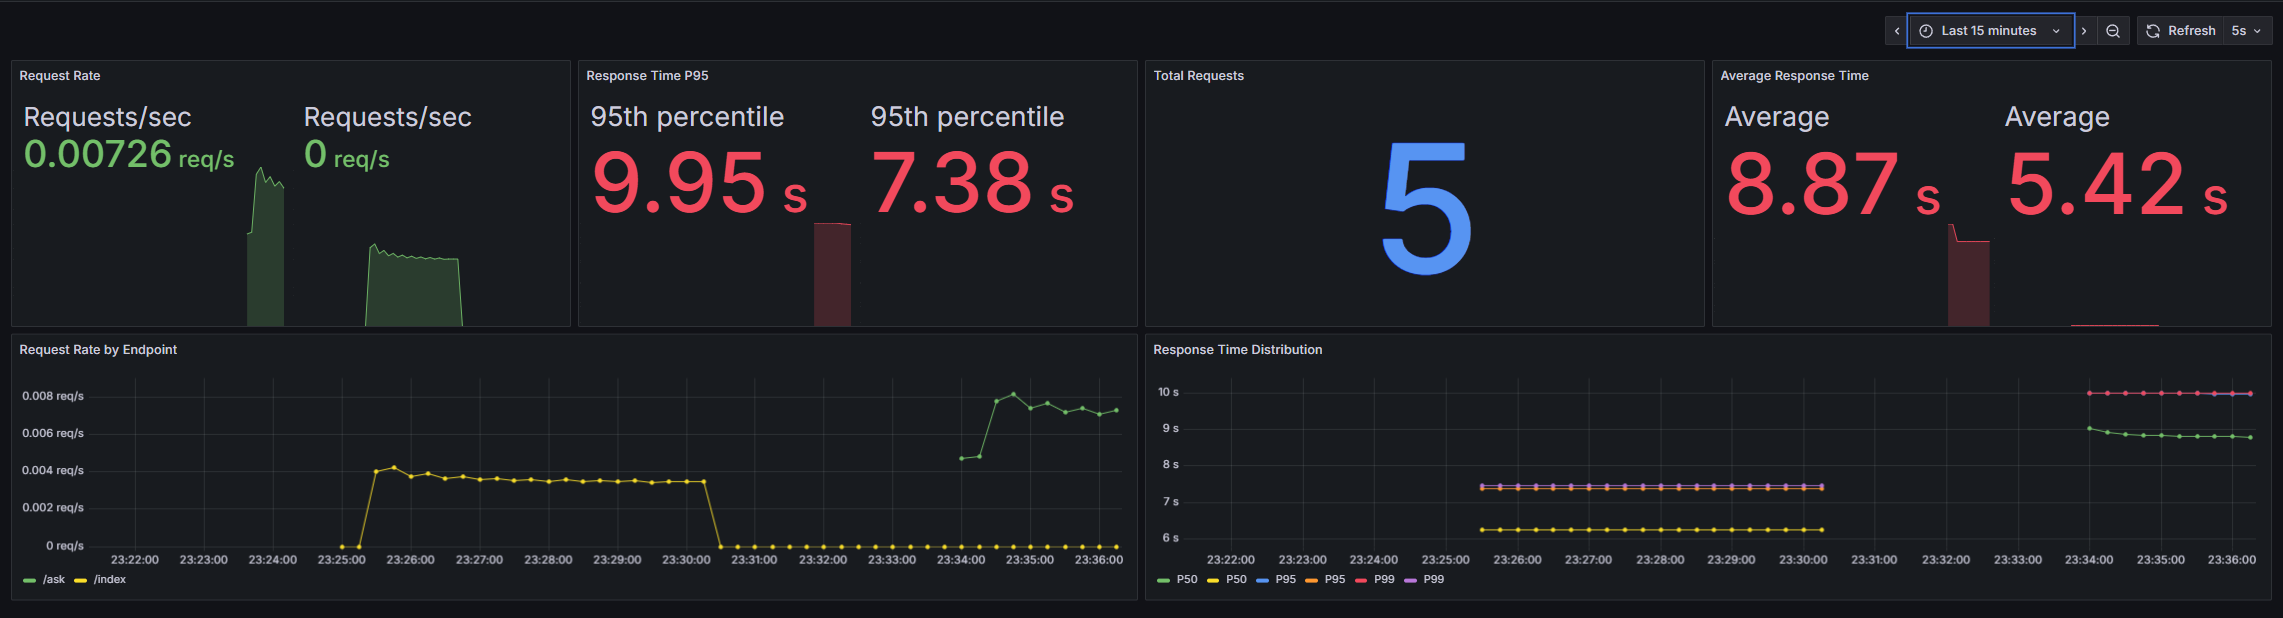 Last 15 minutes
Refresh 5s
Request Rate
Requests/sec
0.00726 req/s
Requests/sec
0 req/s
Response Time P95
95th percentile
9.95 s
95th percentile
7.38 s
Total Requests
5
Average Response Time
Average
8.87 s
Average
5.42 s
Request Rate by Endpoint
0.008 req/s
0.006 req/s
0.004 req/s
0.002 req/s
0 req/s
23:22:00 23:23:00 23:24:00 23:25:00 23:26:00 23:27:00 23:28:00 23:29:00 23:30:00 23:31:00 23:32:00 23:33:00 23:34:00 23:35:00 23:36:00
/ask /index
Response Time Distribution
10 s
9 s
8 s
7 s
6 s
23:22:00 23:23:00 23:24:00 23:25:00 23:26:00 23:27:00 23:28:00 23:29:00 23:30:00 23:31:00 23:32:00 23:33:00 23:34:00 23:35:00 23:36:00
P50 P50 P95 P95 P99 P99